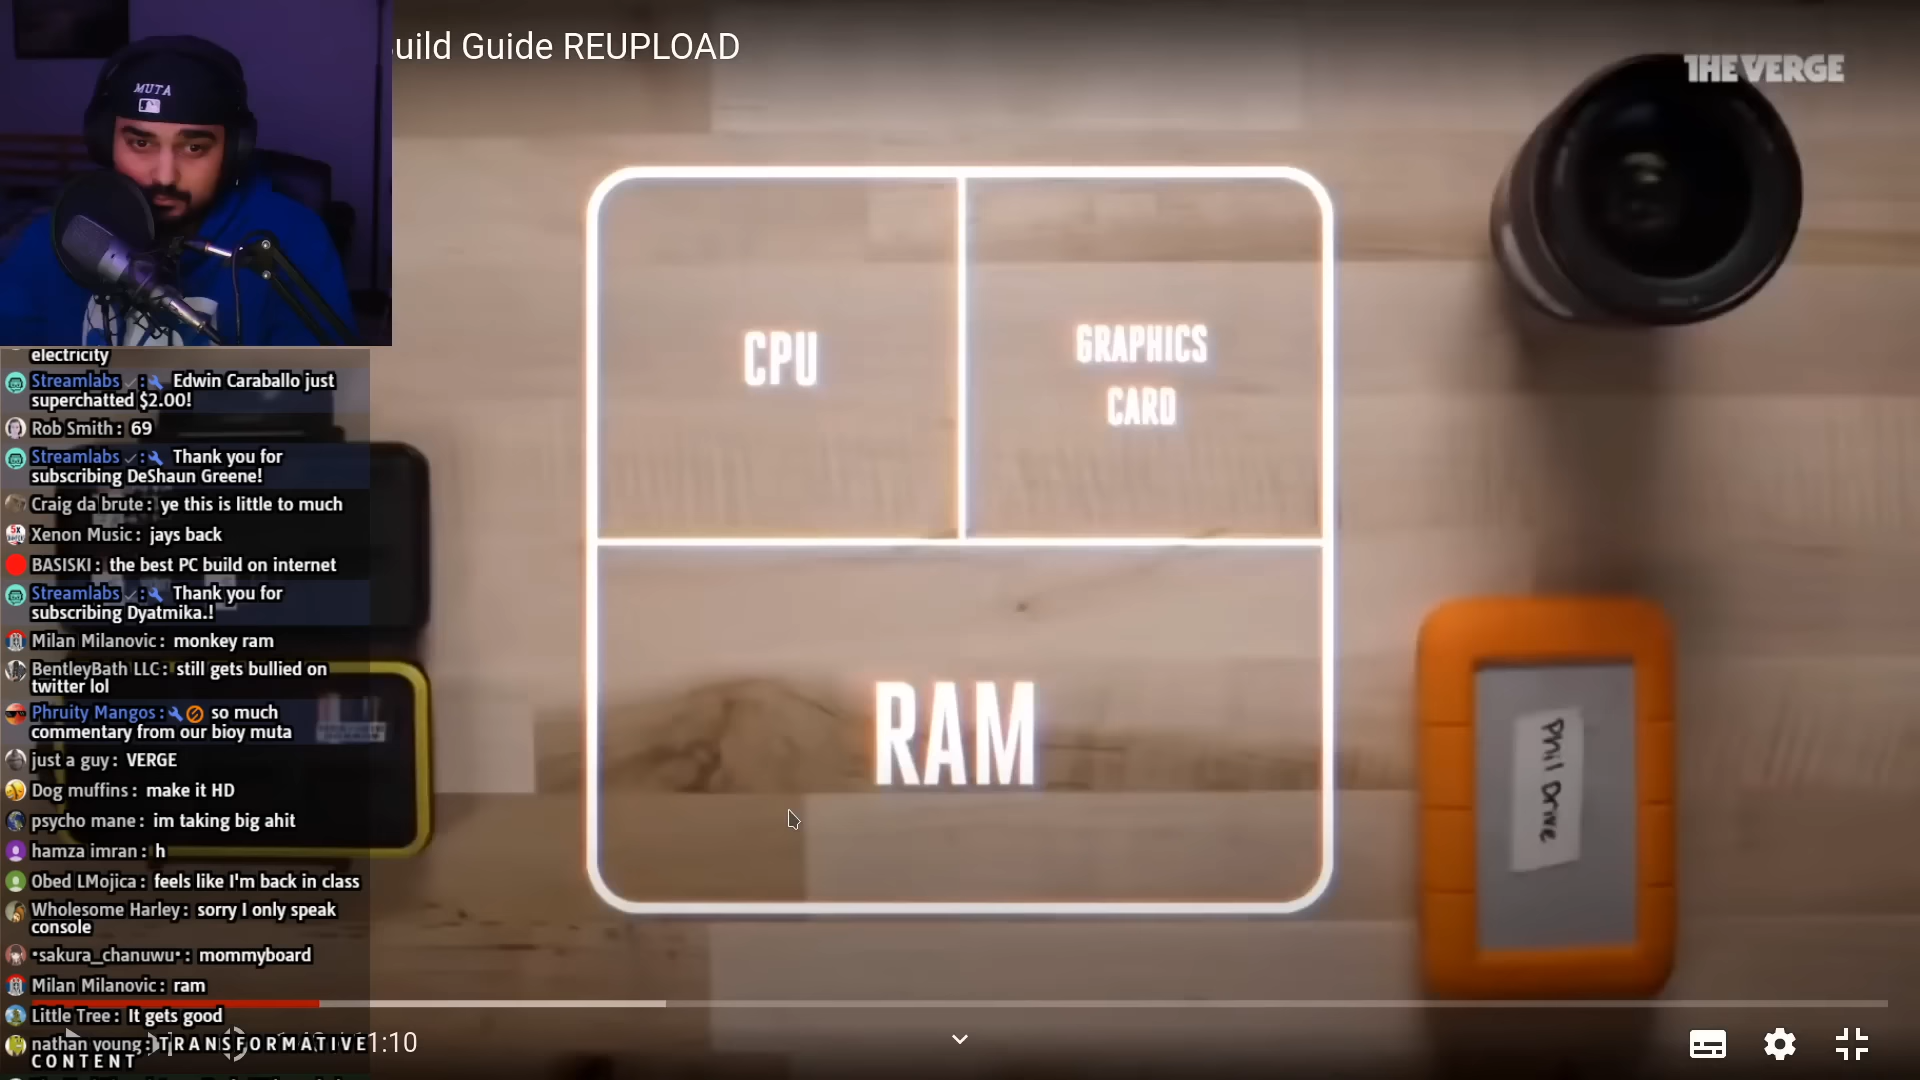 uild Guide REUPLOAD
THE VERGE
MUTA
CPU
GRAPHICS
CARD
RAM
Phil Drive
electricity
Streamlabs : Edwin Caraballo just
superchatted $2.00!
Rob Smith : 69
Streamlabs : Thank you for
subscribing DeShaun Greene!
Craig da brute : ye this is little to much
Xenon Music : jays back
BASISKI : the best PC build on internet
Streamlabs : Thank you for
subscribing Dyatmika.!
Milan Milanovic : monkey ram
BentleyBath LLC : still gets bullied on
twitter lol
Phruity Mangos : so much
commentary from our bioy muta
just a guy : VERGE
Dog muffins : make it HD
psycho mane : im taking big ahit
hamza imran : h
Obed LMojica : feels like I'm back in class
Wholesome Harley : sorry I only speak
console
•sakura_chanuwu• : mommyboard
Milan Milanovic : ram
Little Tree : It gets good
nathan young : T R A N S F O R M A T I V E
C O N T E N T
1:10